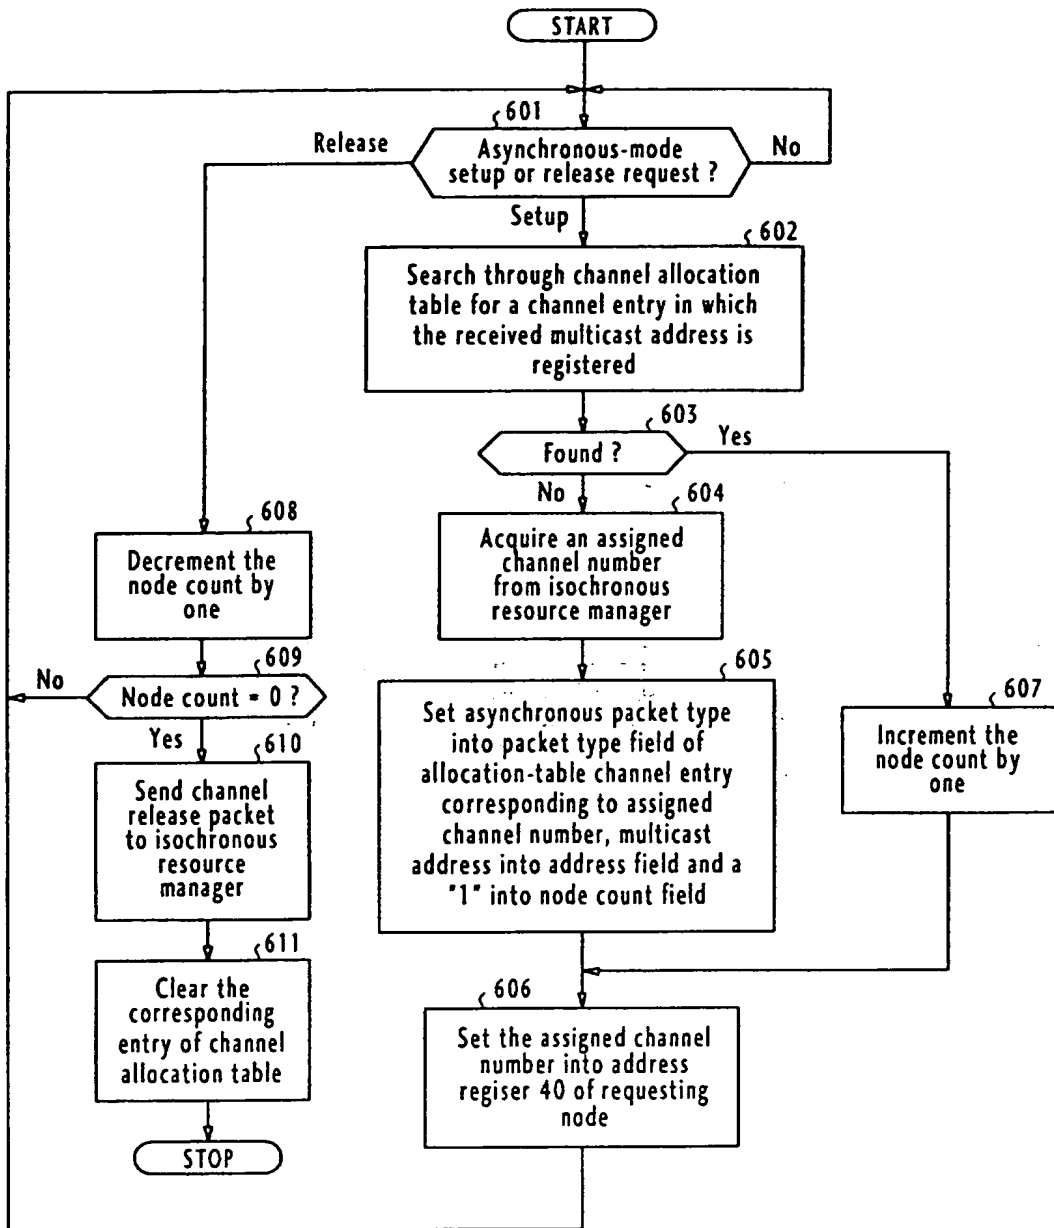 START
601
Release
Asynchronous-mode
setup or release request ?
No
Setup
602
Search through channel allocation
table for a channel entry in which
the received multicast address is
registered
603
Found ?
Yes
No
604
Acquire an assigned
channel number
from isochronous
resource manager
605
Set asynchronous packet type
into packet type field of
allocation-table channel entry
corresponding to assigned
channel number, multicast
address into address field and a
"1" into node count field
607
Increment the
node count by
one
606
Set the assigned channel
number into address
regiser 40 of requesting
node
608
Decrement the
node count by
one
609
No
Node count = 0 ?
Yes
610
Send channel
release packet
to isochronous
resource
manager
611
Clear the
corresponding
entry of channel
allocation table
STOP